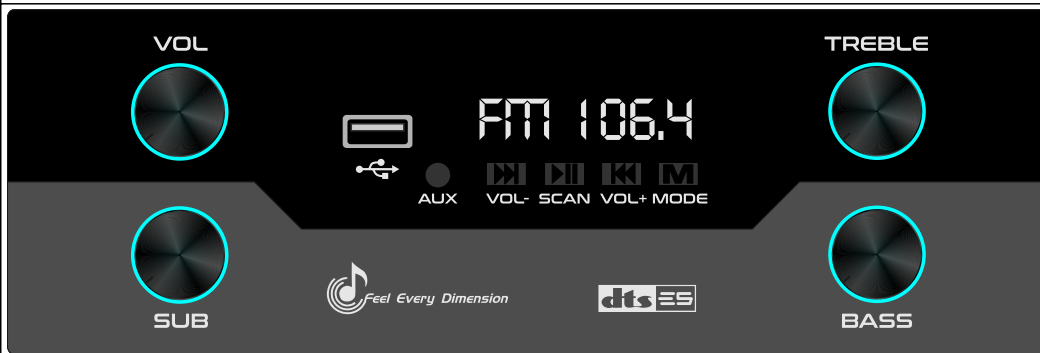 VOL
TREBLE
FM 106.4
M
AUX
VOL- SCAN VOL+ MODE
SUB
Feel Every Dimension
dts ES
BASS